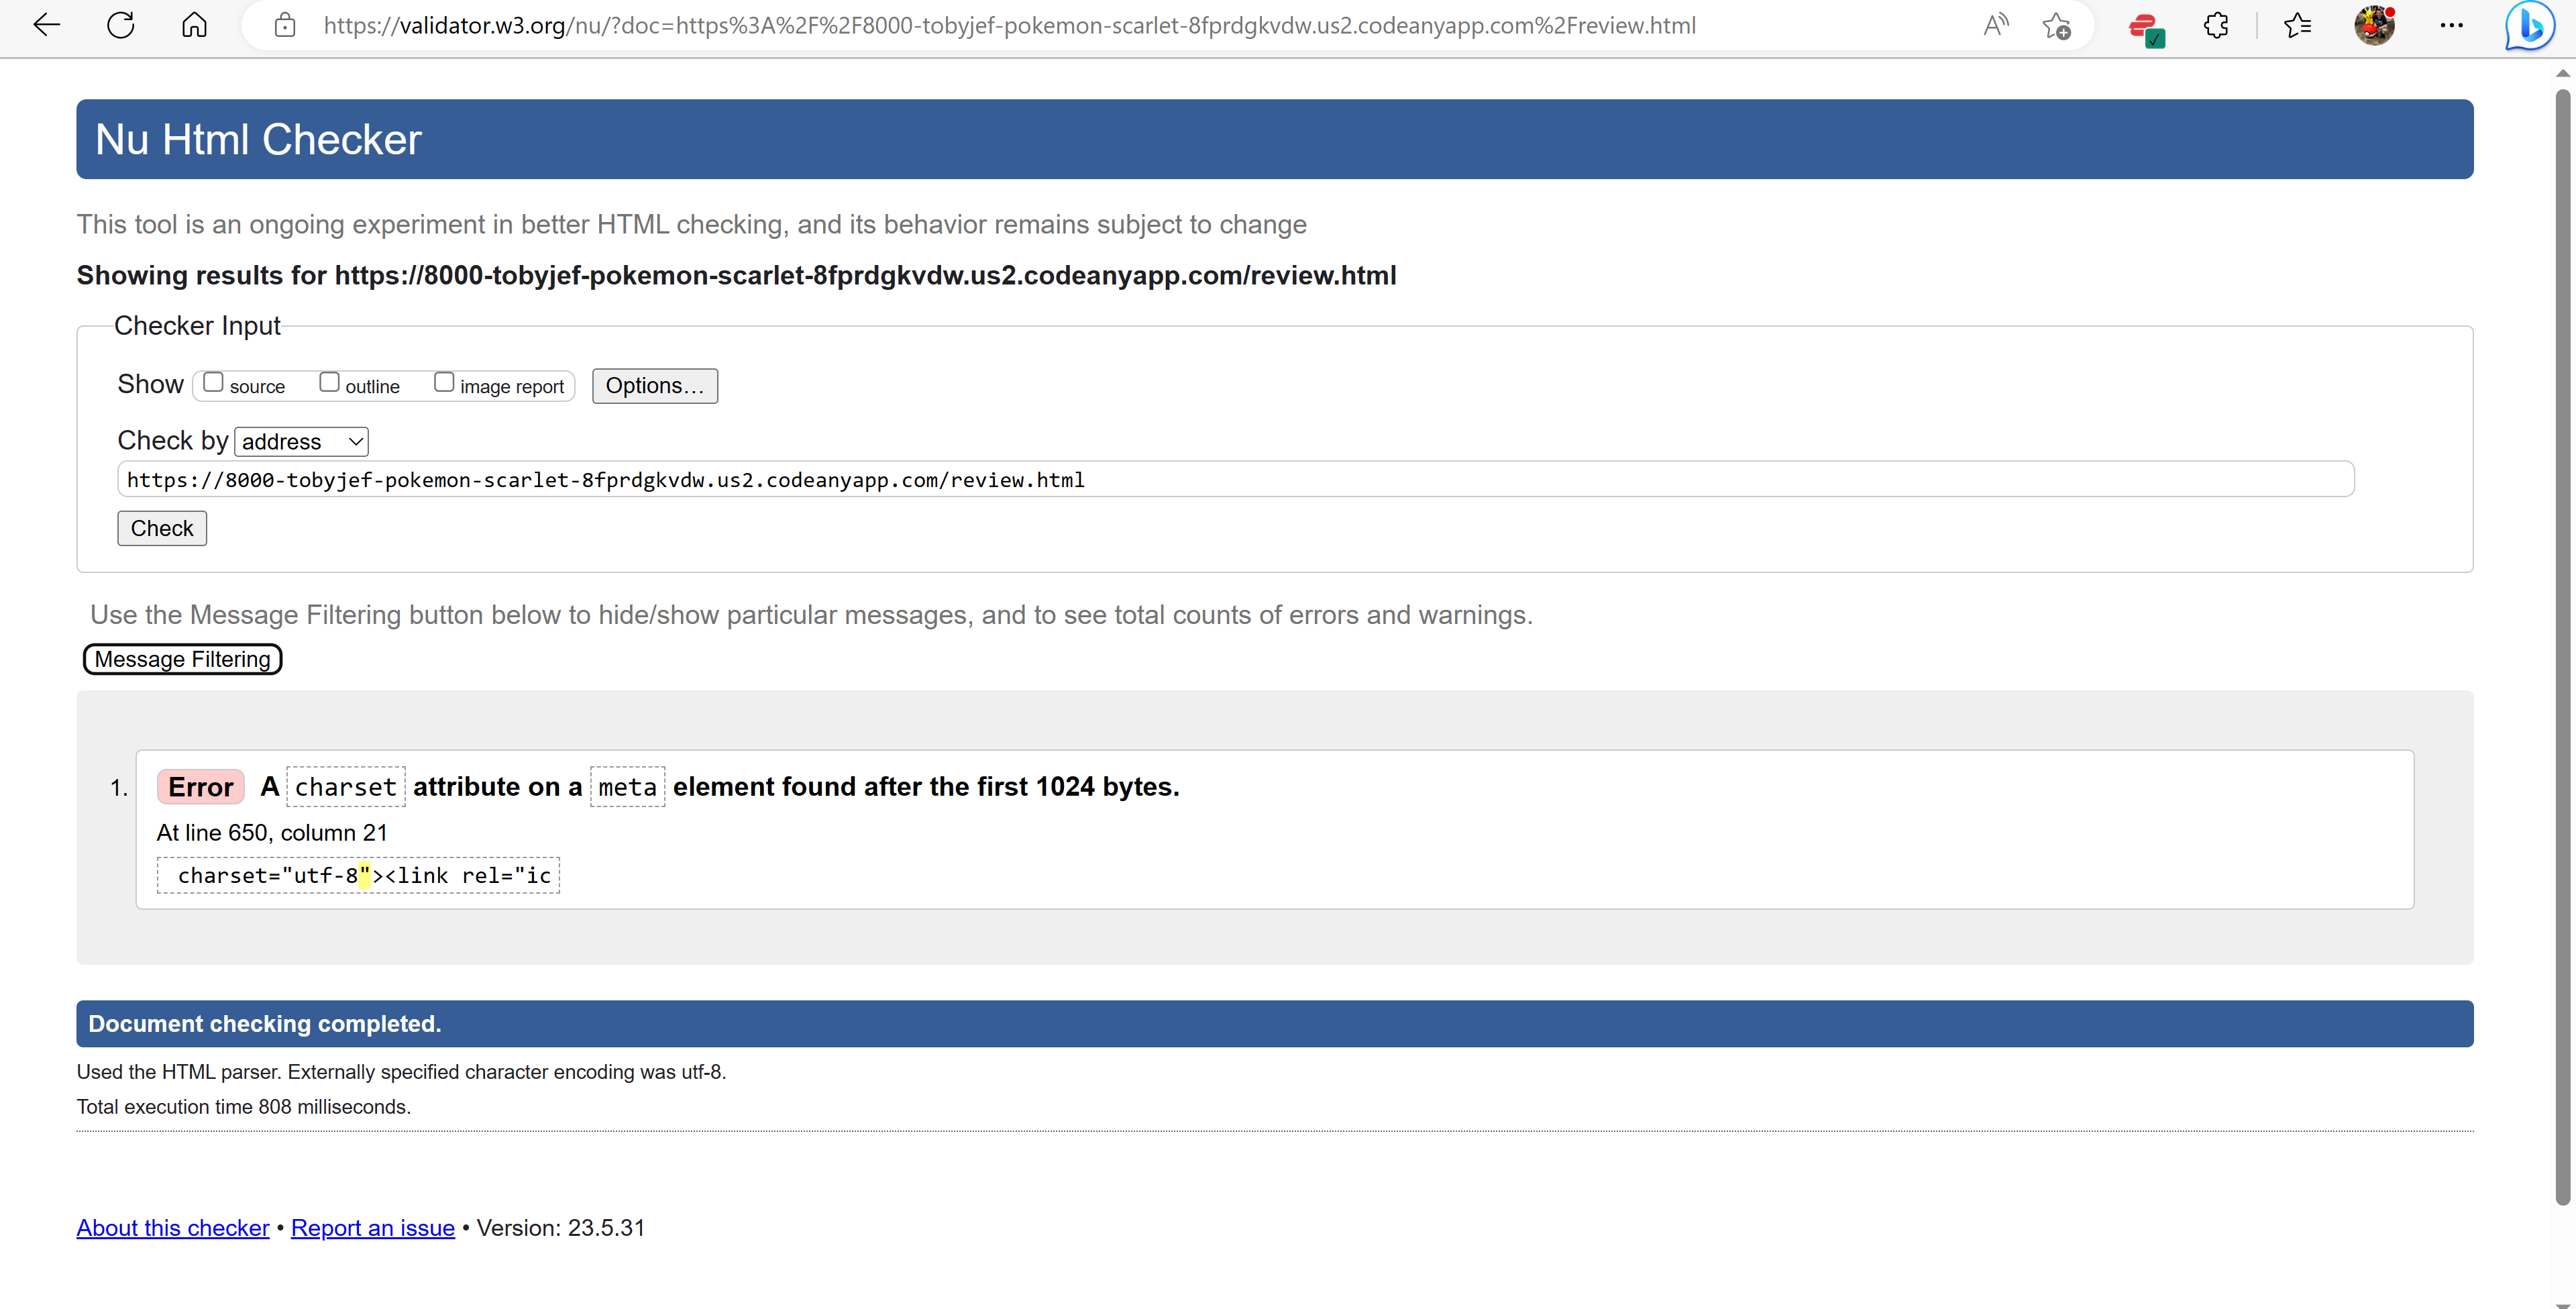 https://validator.w3.org/nu/?doc=https%3A%2F%2F8000-tobyjef-pokemon-scarlet-8fprdgkvdw.us2.codeanyapp.com%2Freview.html
Nu Html Checker
This tool is an ongoing experiment in better HTML checking, and its behavior remains subject to change
Showing results for https://8000-tobyjef-pokemon-scarlet-8fprdgkvdw.us2.codeanyapp.com/review.html
Checker Input
Show source outline image report Options...
Check by address
https://8000-tobyjef-pokemon-scarlet-8fprdgkvdw.us2.codeanyapp.com/review.html
Check
Use the Message Filtering button below to hide/show particular messages, and to see total counts of errors and warnings.
Message Filtering
1. Error A charset attribute on a meta element found after the first 1024 bytes.
At line 650, column 21
charset="utf-8"><link rel="ic
Document checking completed.
Used the HTML parser. Externally specified character encoding was utf-8.
Total execution time 808 milliseconds.
About this checker • Report an issue • Version: 23.5.31